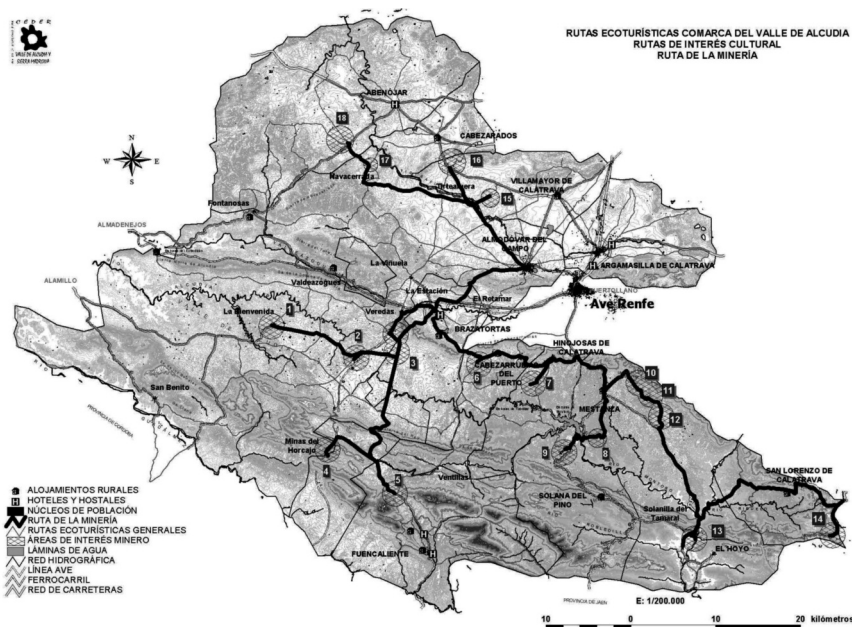 CEDER
VALLE DE ALCUDIA Y
SIERRA MADRONA
RUTAS ECOTURÍSTICAS COMARCA DEL VALLE DE ALCUDIA
RUTAS DE INTERÉS CULTURAL
RUTA DE LA MINERÍA
N
W E
S
ABENÓJAR
H
18
CABEZARADOS
17
16
Navacerrada
Tirteafuera
VILLAMAYOR DE
CALATRAVA
15
Fontanosas
ALMADENEJOS
ALMODÓVAR DEL
CAMPO
H
H ARGAMASILLA DE CALATRAVA
La Viñuela
Valdeazogues
ALAMILLO
La Estación
El Retamar
PUERTOLLANO
Ave Renfe
La Bienvenida
1
Veredas
H
BRAZATORTAS
2
3
HINOJOSAS DE
CALATRAVA
CABEZARRUBIAS
DEL
PUERTO
6
7
10
11
12
San Benito
MESTANZA
PROVINCIA DE CORDOBA
Minas del
Horcajo
4
9
8
5
Ventillas
SAN LORENZO DE
CALATRAVA
SOLANA DEL
PINO
Solanilla del
Tamaral
14
13
H
H
FUENCALIENTE
EL HOYO
ALOJAMIENTOS RURALES
H HOTELES Y HOSTALES
NÚCLEOS DE POBLACIÓN
RUTA DE LA MINERÍA
RUTAS ECOTURÍSTICAS GENERALES
ÁREAS DE INTERÉS MINERO
LÁMINAS DE AGUA
RED HIDROGRÁFICA
LÍNEA AVE
FERROCARRIL
RED DE CARRETERAS
PROVINCIA DE JAEN
E: 1/200.000
10 0 10 20 kilómetros